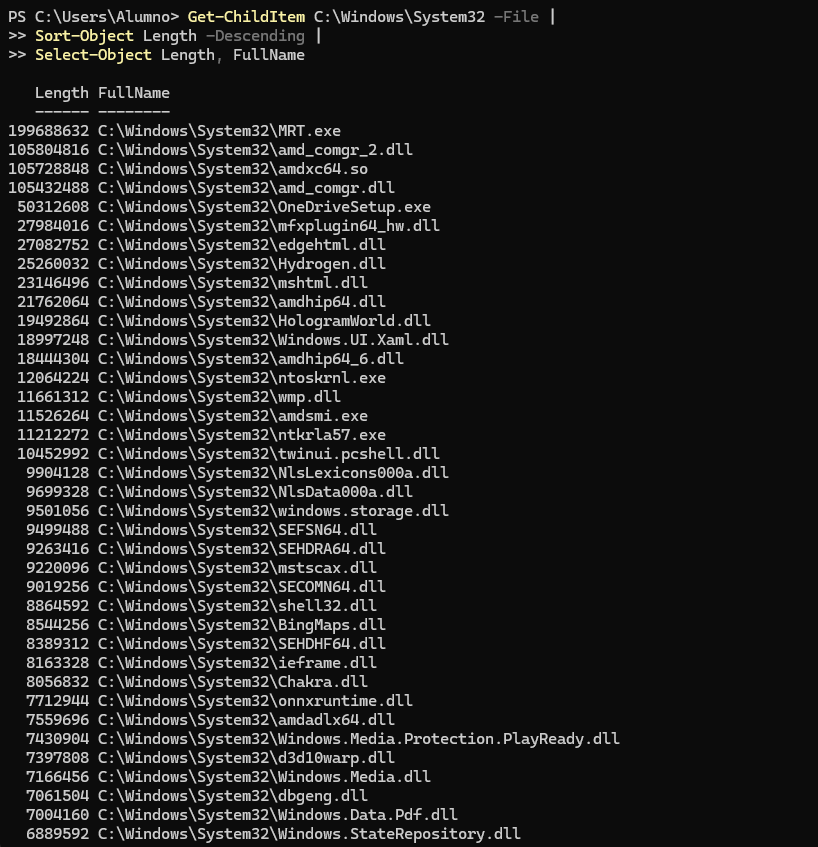 PS C:\Users\Alumno> Get-ChildItem C:\Windows\System32 -File |
>> Sort-Object Length -Descending |
>> Select-Object Length, FullName

   Length FullName
   ------ --------
199688632 C:\Windows\System32\MRT.exe
105804816 C:\Windows\System32\amd_comgr_2.dll
105728848 C:\Windows\System32\amdxc64.so
105432488 C:\Windows\System32\amd_comgr.dll
 50312608 C:\Windows\System32\OneDriveSetup.exe
 27984016 C:\Windows\System32\mfxplugin64_hw.dll
 27082752 C:\Windows\System32\edgehtml.dll
 25260032 C:\Windows\System32\Hydrogen.dll
 23146496 C:\Windows\System32\mshtml.dll
 21762064 C:\Windows\System32\amdhip64.dll
 19492864 C:\Windows\System32\HologramWorld.dll
 18997248 C:\Windows\System32\Windows.UI.Xaml.dll
 18444304 C:\Windows\System32\amdhip64_6.dll
 12064224 C:\Windows\System32\ntoskrnl.exe
 11661312 C:\Windows\System32\wmp.dll
 11526264 C:\Windows\System32\amdsmi.exe
 11212272 C:\Windows\System32\ntkrla57.exe
 10452992 C:\Windows\System32\twinui.pcshell.dll
  9904128 C:\Windows\System32\NlsLexicons000a.dll
  9699328 C:\Windows\System32\NlsData000a.dll
  9501056 C:\Windows\System32\windows.storage.dll
  9499488 C:\Windows\System32\SEFSN64.dll
  9263416 C:\Windows\System32\SEHDRA64.dll
  9220096 C:\Windows\System32\mstscax.dll
  9019256 C:\Windows\System32\SECOMN64.dll
  8864592 C:\Windows\System32\shell32.dll
  8544256 C:\Windows\System32\BingMaps.dll
  8389312 C:\Windows\System32\SEHDHF64.dll
  8163328 C:\Windows\System32\ieframe.dll
  8056832 C:\Windows\System32\Chakra.dll
  7712944 C:\Windows\System32\onnxruntime.dll
  7559696 C:\Windows\System32\amdadlx64.dll
  7430904 C:\Windows\System32\Windows.Media.Protection.PlayReady.dll
  7397808 C:\Windows\System32\d3d10warp.dll
  7166456 C:\Windows\System32\Windows.Media.dll
  7061504 C:\Windows\System32\dbgeng.dll
  7004160 C:\Windows\System32\Windows.Data.Pdf.dll
  6889592 C:\Windows\System32\Windows.StateRepository.dll